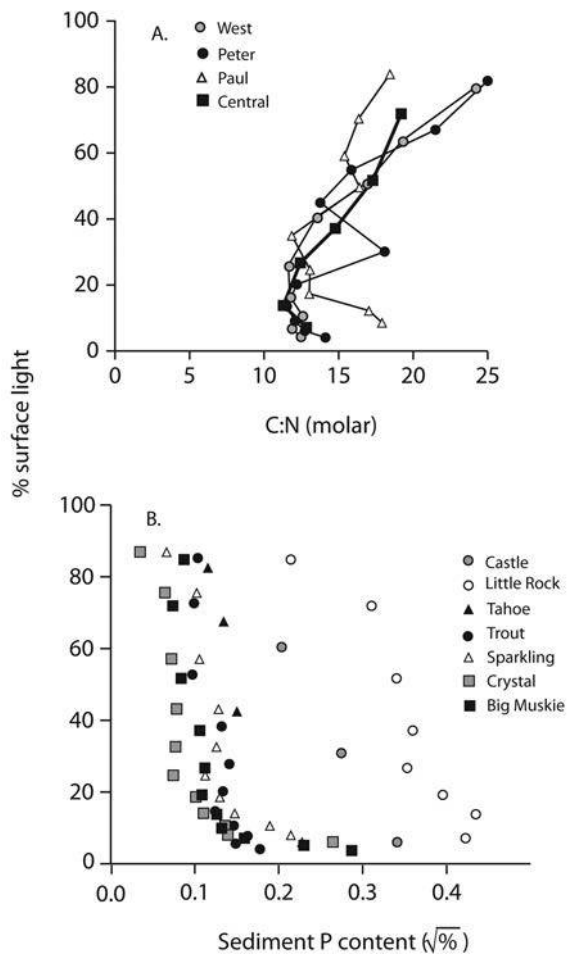 A.
West
Peter
Paul
Central
100
80
60
40
20
0
0 5 10 15 20 25
C:N (molar)
% surface light
B.
Castle
Little Rock
Tahoe
Trout
Sparkling
Crystal
Big Muskie
100
80
60
40
20
0
0.0 0.1 0.2 0.3 0.4
Sediment P content (√%)